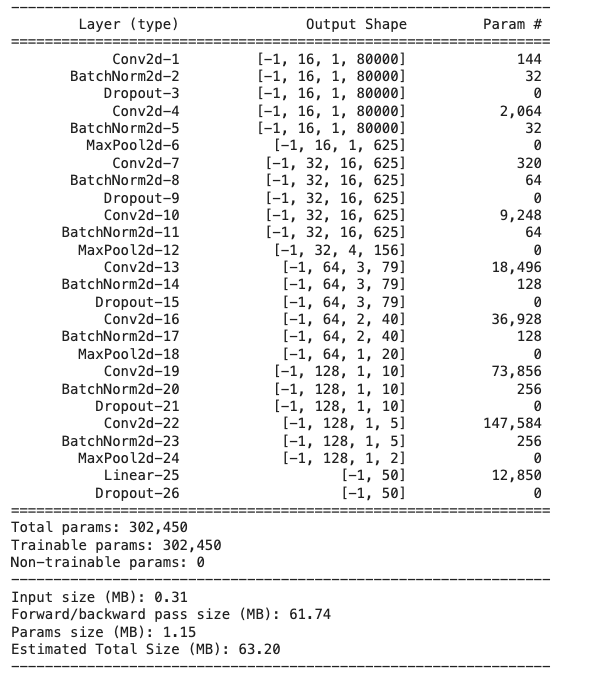 ----------------------------------------------------------------
Layer (type) Output Shape Param #
================================================================
Conv2d-1 [-1, 16, 1, 80000] 144
BatchNorm2d-2 [-1, 16, 1, 80000] 32
Dropout-3 [-1, 16, 1, 80000] 0
Conv2d-4 [-1, 16, 1, 80000] 2,064
BatchNorm2d-5 [-1, 16, 1, 80000] 32
MaxPool2d-6 [-1, 16, 1, 625] 0
Conv2d-7 [-1, 32, 16, 625] 320
BatchNorm2d-8 [-1, 32, 16, 625] 64
Dropout-9 [-1, 32, 16, 625] 0
Conv2d-10 [-1, 32, 16, 625] 9,248
BatchNorm2d-11 [-1, 32, 16, 625] 64
MaxPool2d-12 [-1, 32, 4, 156] 0
Conv2d-13 [-1, 64, 3, 79] 18,496
BatchNorm2d-14 [-1, 64, 3, 79] 128
Dropout-15 [-1, 64, 3, 79] 0
Conv2d-16 [-1, 64, 2, 40] 36,928
BatchNorm2d-17 [-1, 64, 2, 40] 128
MaxPool2d-18 [-1, 64, 1, 20] 0
Conv2d-19 [-1, 128, 1, 10] 73,856
BatchNorm2d-20 [-1, 128, 1, 10] 256
Dropout-21 [-1, 128, 1, 10] 0
Conv2d-22 [-1, 128, 1, 5] 147,584
BatchNorm2d-23 [-1, 128, 1, 5] 256
MaxPool2d-24 [-1, 128, 1, 2] 0
Linear-25 [-1, 50] 12,850
Dropout-26 [-1, 50] 0
================================================================
Total params: 302,450
Trainable params: 302,450
Non-trainable params: 0
----------------------------------------------------------------
Input size (MB): 0.31
Forward/backward pass size (MB): 61.74
Params size (MB): 1.15
Estimated Total Size (MB): 63.20
----------------------------------------------------------------